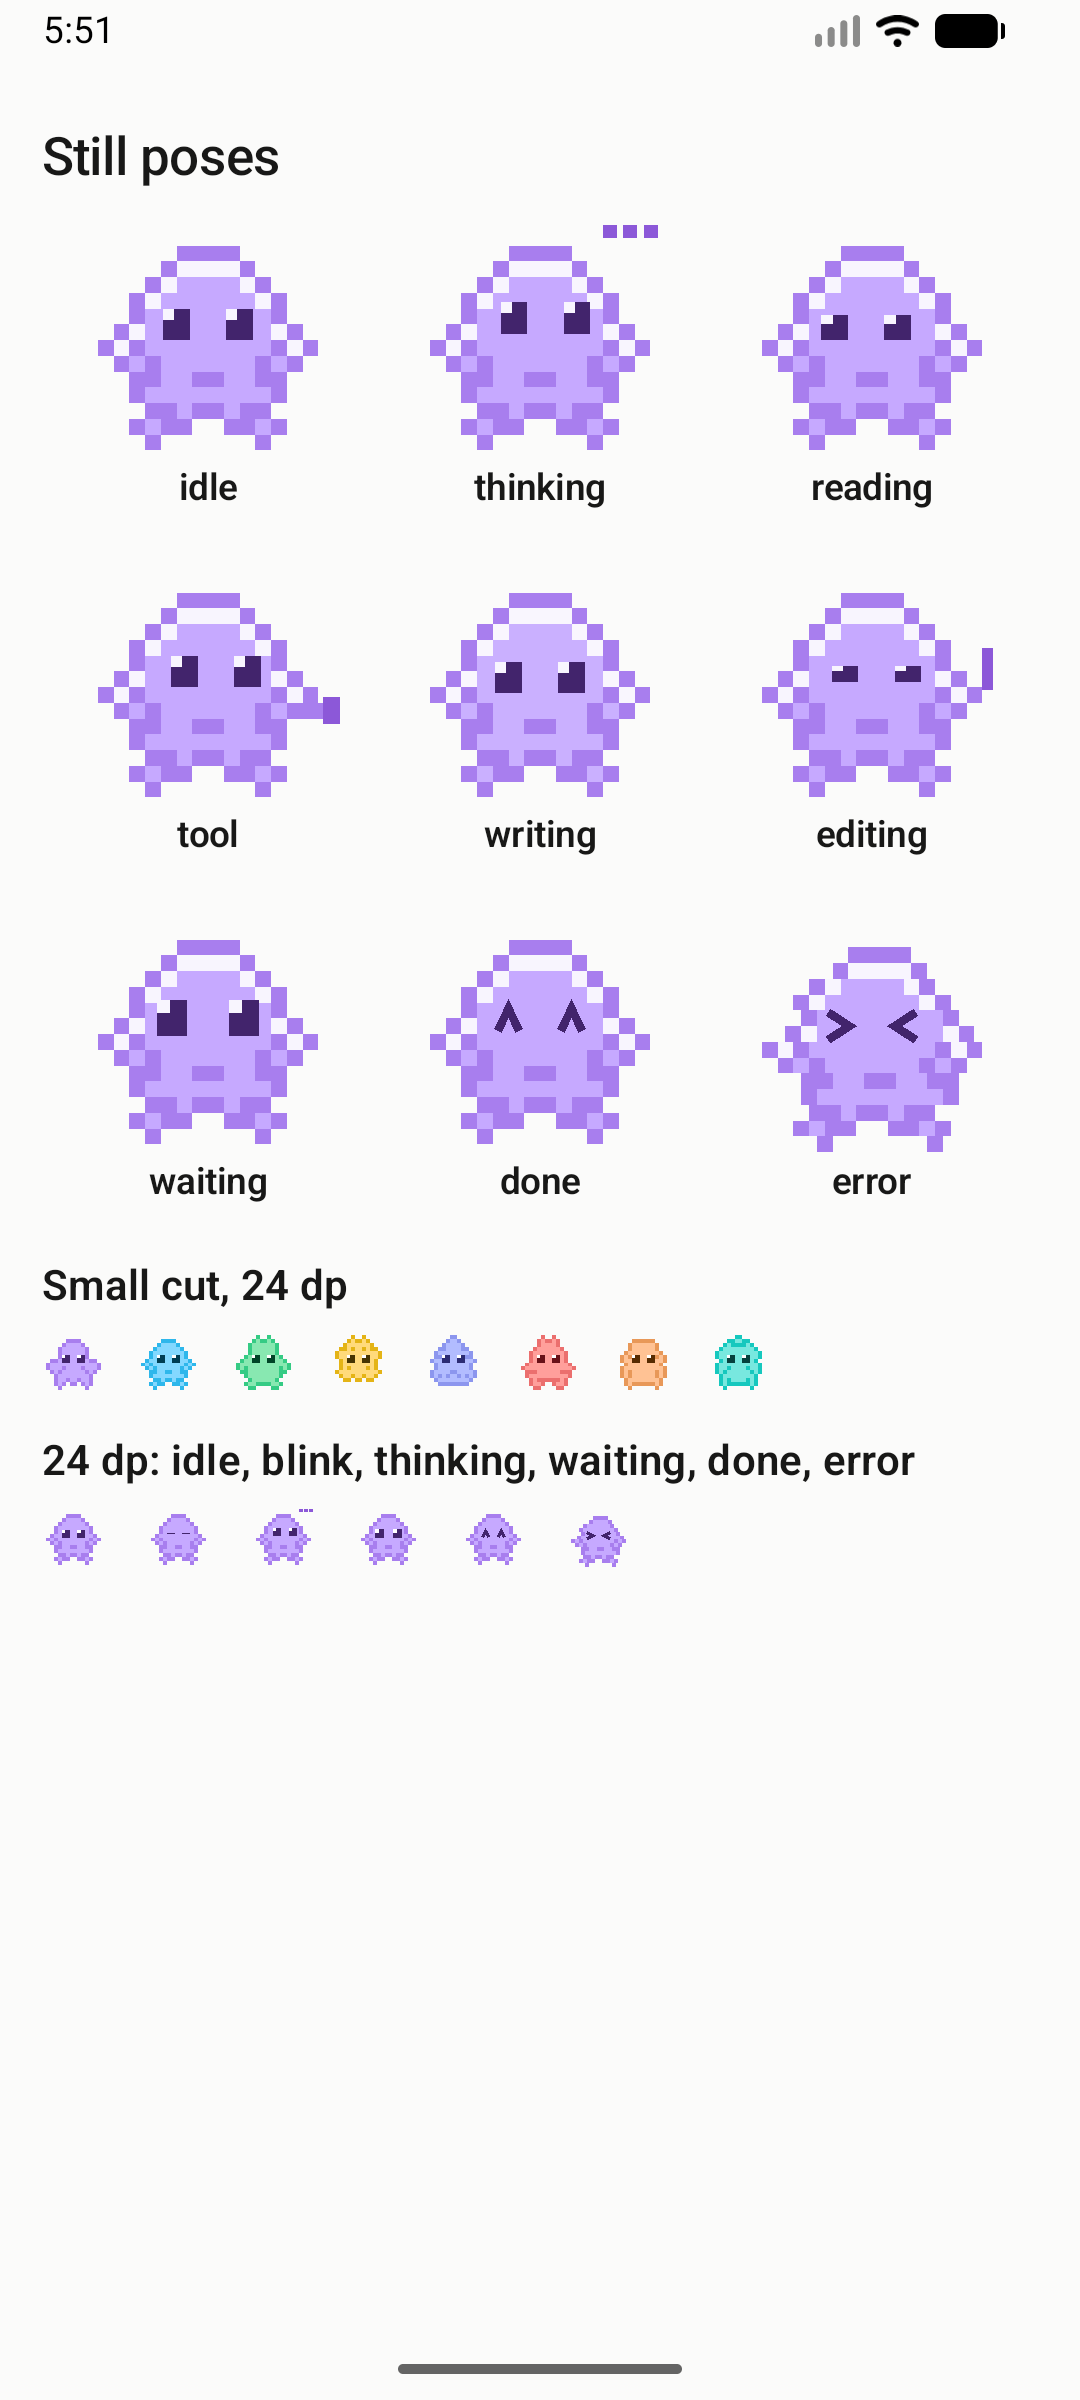 5:51
Still poses
idle thinking reading
tool writing editing
waiting done error
Small cut, 24 dp
24 dp: idle, blink, thinking, waiting, done, error